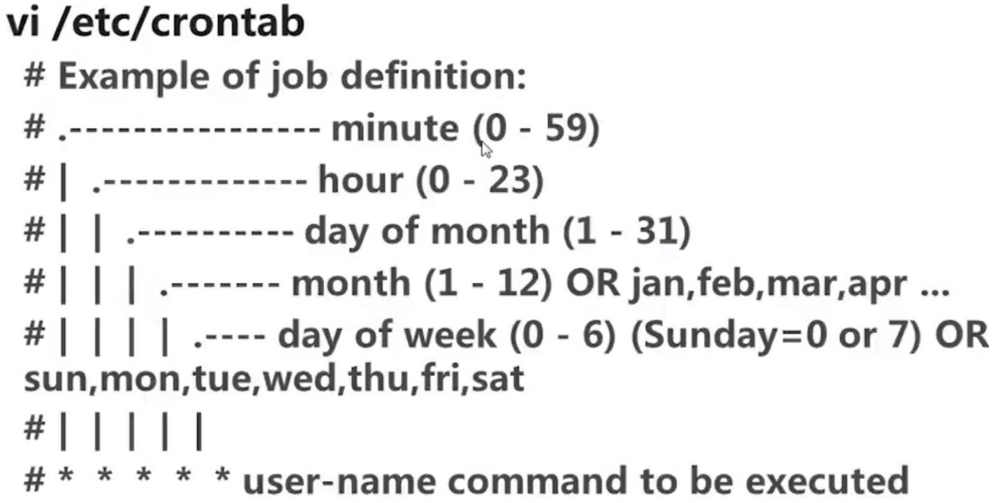 vi /etc/crontab
# Example of job definition:
# .---------------- minute (0 - 59)
# | .------------- hour (0 - 23)
# | | .---------- day of month (1 - 31)
# | | | .------- month (1 - 12) OR jan,feb,mar,apr ...
# | | | | .---- day of week (0 - 6) (Sunday=0 or 7) OR
sun,mon,tue,wed,thu,fri,sat
# | | | | |
# * * * * * user-name command to be executed